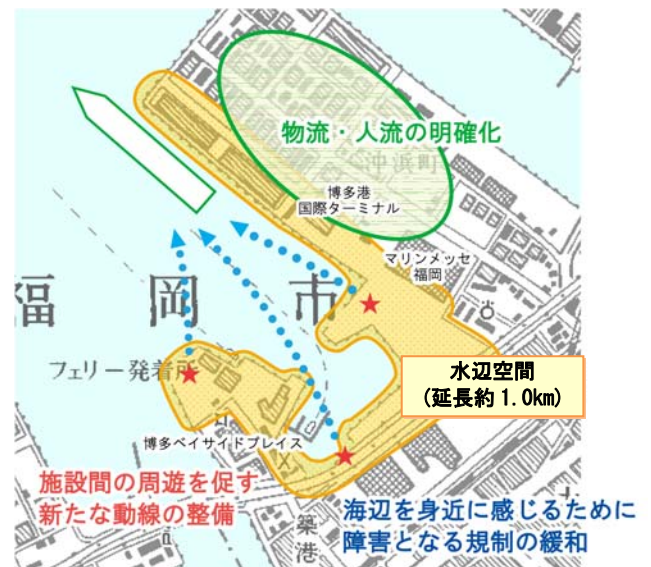 物流・人流の明確化
沖浜町
博多港
国際ターミナル
マリンメッセ
福岡
福岡市
フェリー発着所
水辺空間
(延長約1.0km)
博多ベイサイドプレイス
施設間の周遊を促す
新たな動線の整備
海辺を身近に感じるために
障害となる規制の緩和
築港